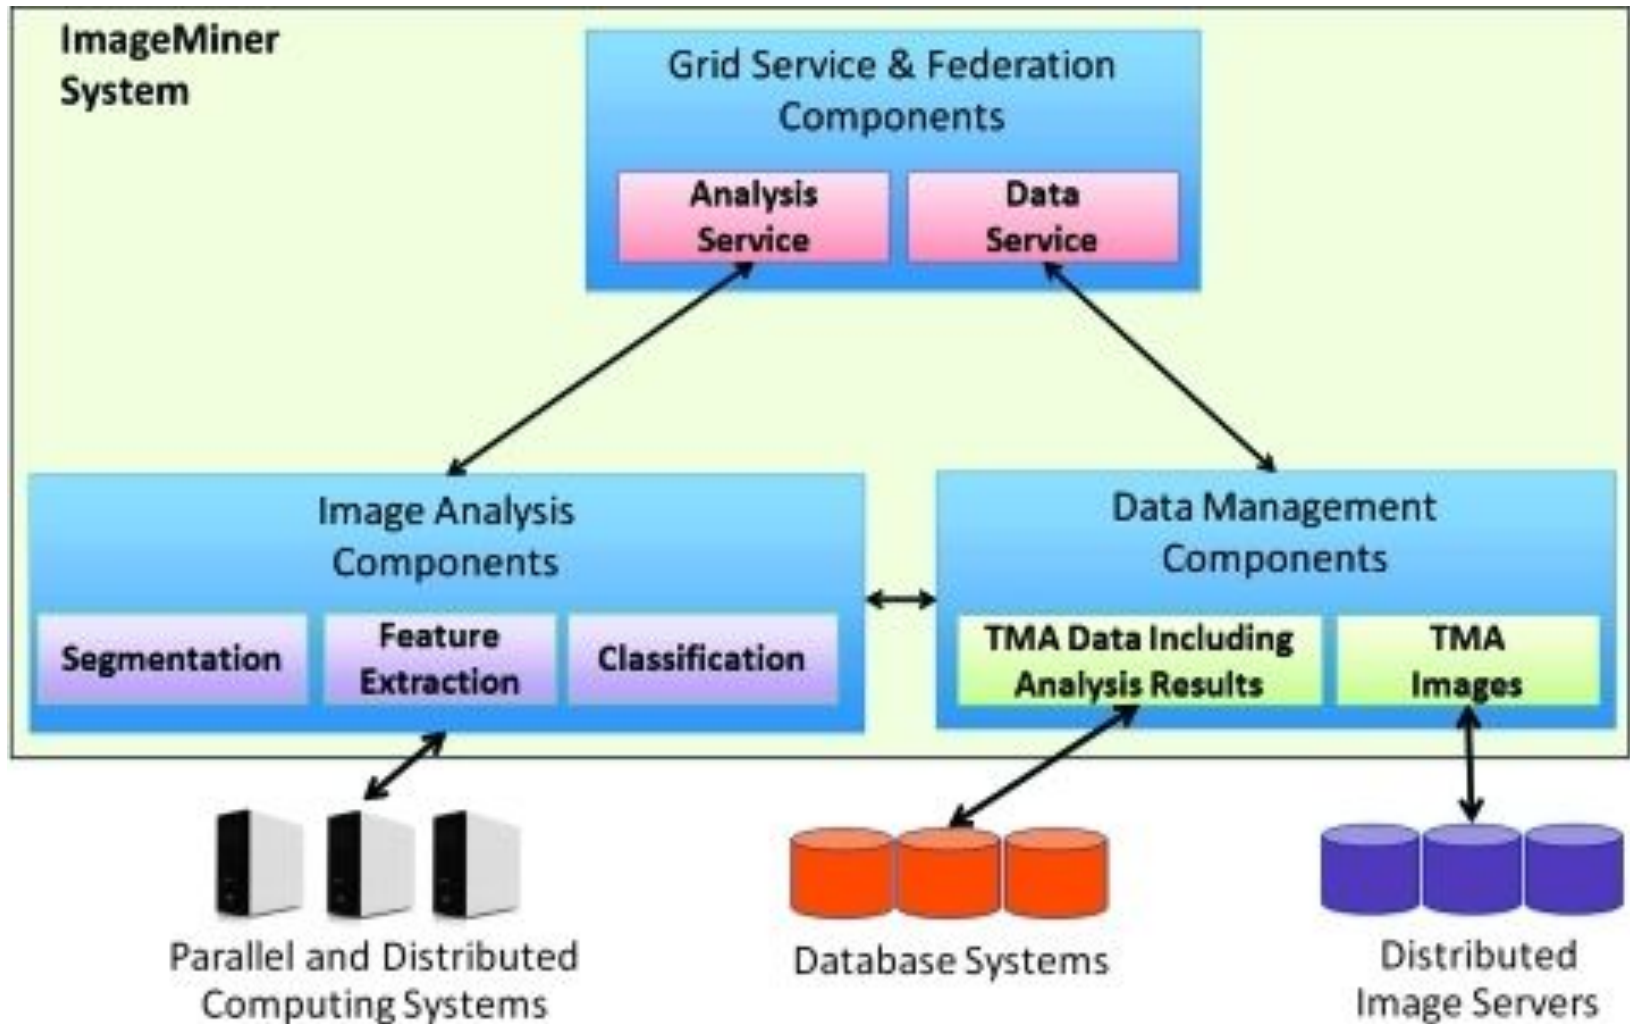 ImageMiner
System
Grid Service & Federation
Components
Analysis
Service
Data
Service
Image Analysis
Components
Segmentation
Feature
Extraction
Classification
Data Management
Components
TMA Data Including
Analysis Results
TMA
Images
Parallel and Distributed
Computing Systems
Database Systems
Distributed
Image Servers